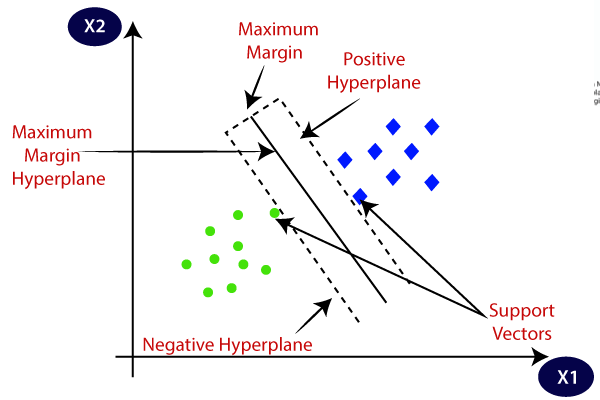 X2
Maximum
Margin
Positive
Hyperplane
Maximum
Margin
Hyperplane
Support
Vectors
Negative Hyperplane
X1